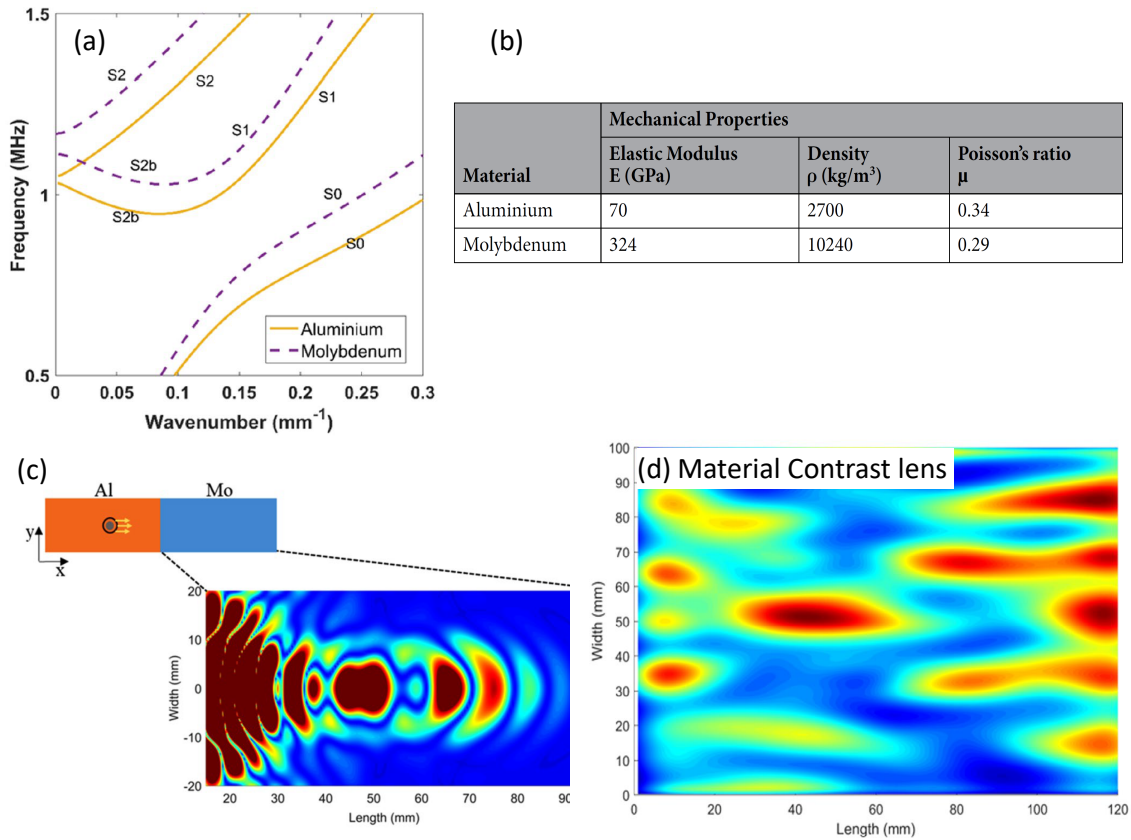 (a)
1.5
1
0.5
Frequency (MHz)
S2
S2
S1
S1
S2b
S2b
S0
S0
Aluminium
Molybdenum
0 0.05 0.1 0.15 0.2 0.25 0.3
Wavenumber (mm⁻¹)
(b)
Mechanical Properties
Material
Elastic Modulus
E (GPa)
Density
ρ (kg/m³)
Poisson's ratio
μ
Aluminium 70 2700 0.34
Molybdenum 324 10240 0.29
(c)
Al Mo
y
x
20
10
0
-10
-20
Width (mm)
20 30 40 50 60 70 80 90
Length (mm)
(d) Material Contrast lens
100
90
80
70
60
50
40
30
20
10
0
Width (mm)
0 20 40 60 80 100 120
Length (mm)